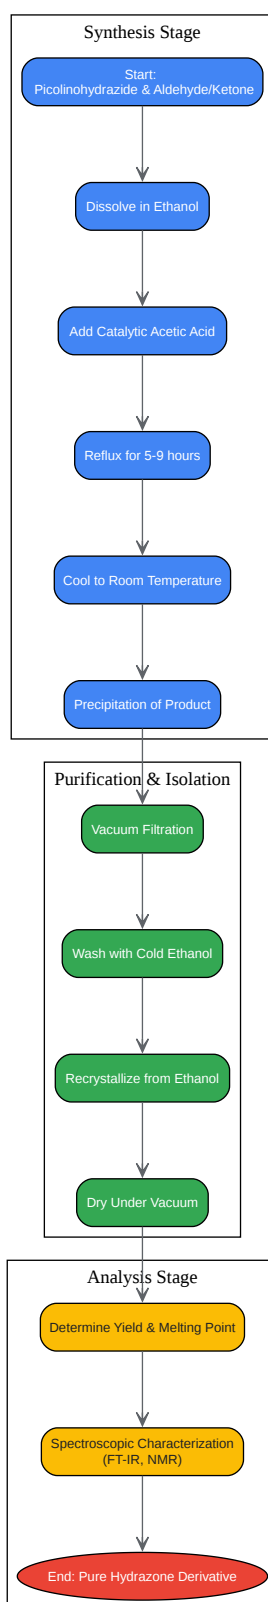 Synthesis Stage
Start:
Picolinohydrazide & Aldehyde/Ketone
Dissolve in Ethanol
Add Catalytic Acetic Acid
Reflux for 5-9 hours
Cool to Room Temperature
Precipitation of Product
Purification & Isolation
Vacuum Filtration
Wash with Cold Ethanol
Recrystallize from Ethanol
Dry Under Vacuum
Analysis Stage
Determine Yield & Melting Point
Spectroscopic Characterization
(FT-IR, NMR)
End: Pure Hydrazone Derivative